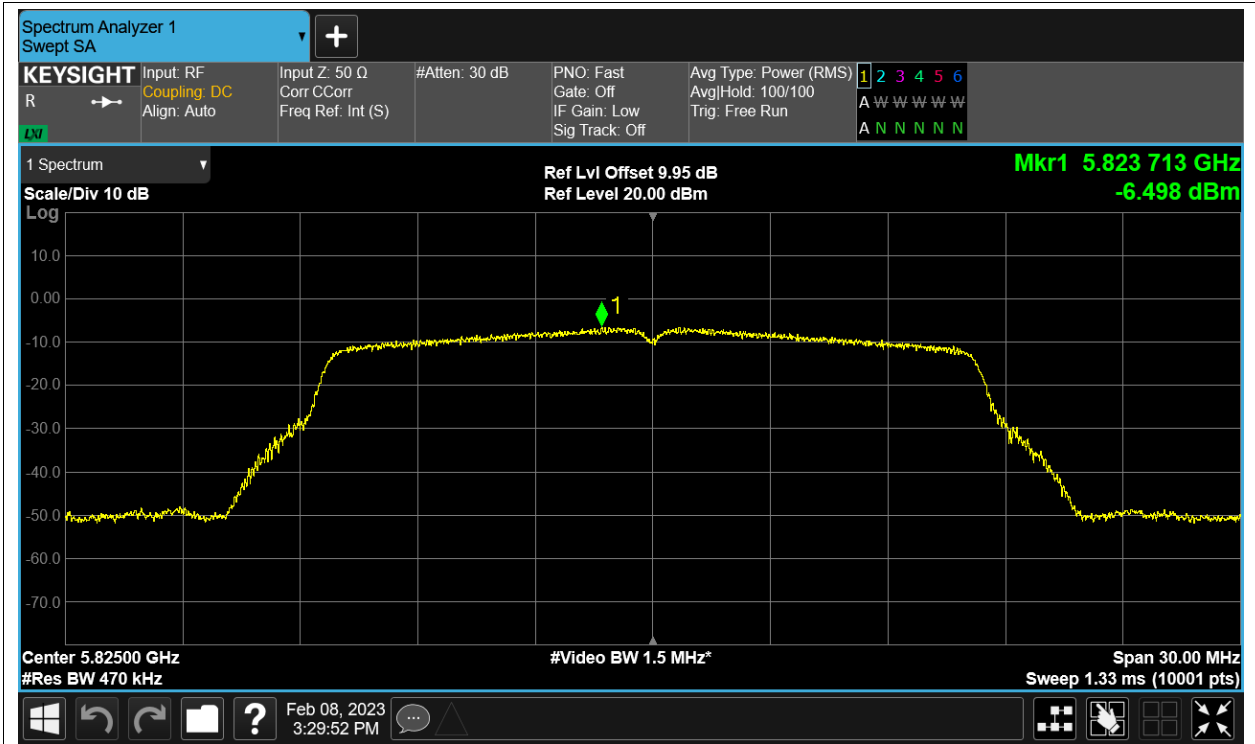 Spectrum Analyzer 1
Swept SA
KEYSIGHT
R
LXI
Input: RF
Coupling: DC
Align: Auto
Input Z: 50 Ω
Corr CCorr
Freq Ref: Int (S)
#Atten: 30 dB
PNO: Fast
Gate: Off
IF Gain: Low
Sig Track: Off
Avg Type: Power (RMS)
Avg|Hold: 100/100
Trig: Free Run
1 2 3 4 5 6
A W W W W W
A N N N N N
1 Spectrum
Scale/Div 10 dB
Ref Lvl Offset 9.95 dB
Ref Level 20.00 dBm
Mkr1 5.823 713 GHz
-6.498 dBm
Log
10.0
0.00
-10.0
-20.0
-30.0
-40.0
-50.0
-60.0
-70.0
1
Center 5.82500 GHz
#Res BW 470 kHz
#Video BW 1.5 MHz*
Span 30.00 MHz
Sweep 1.33 ms (10001 pts)
?
Feb 08, 2023
3:29:52 PM